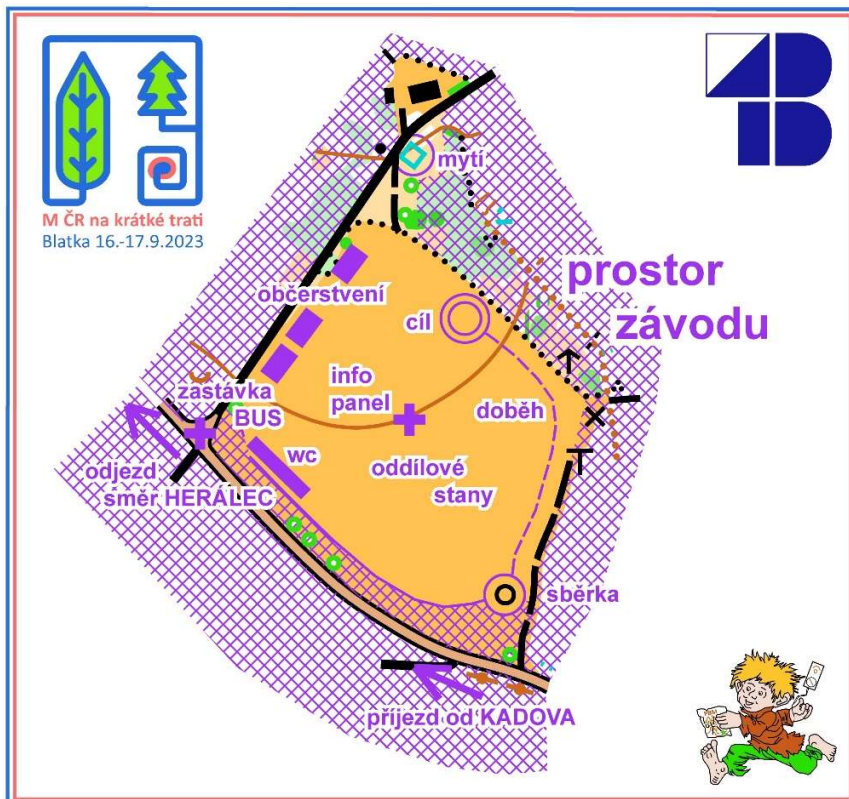 M ČR na krátké trati
Blatka 16.-17.9.2023
mytí
prostor
závodu
občerstvení
cíl
info
panel
zastávka
BUS
doběh
wc
oddílové
stany
odjezd
směr HERÁLEC
sběrka
příjezd od KADOVA